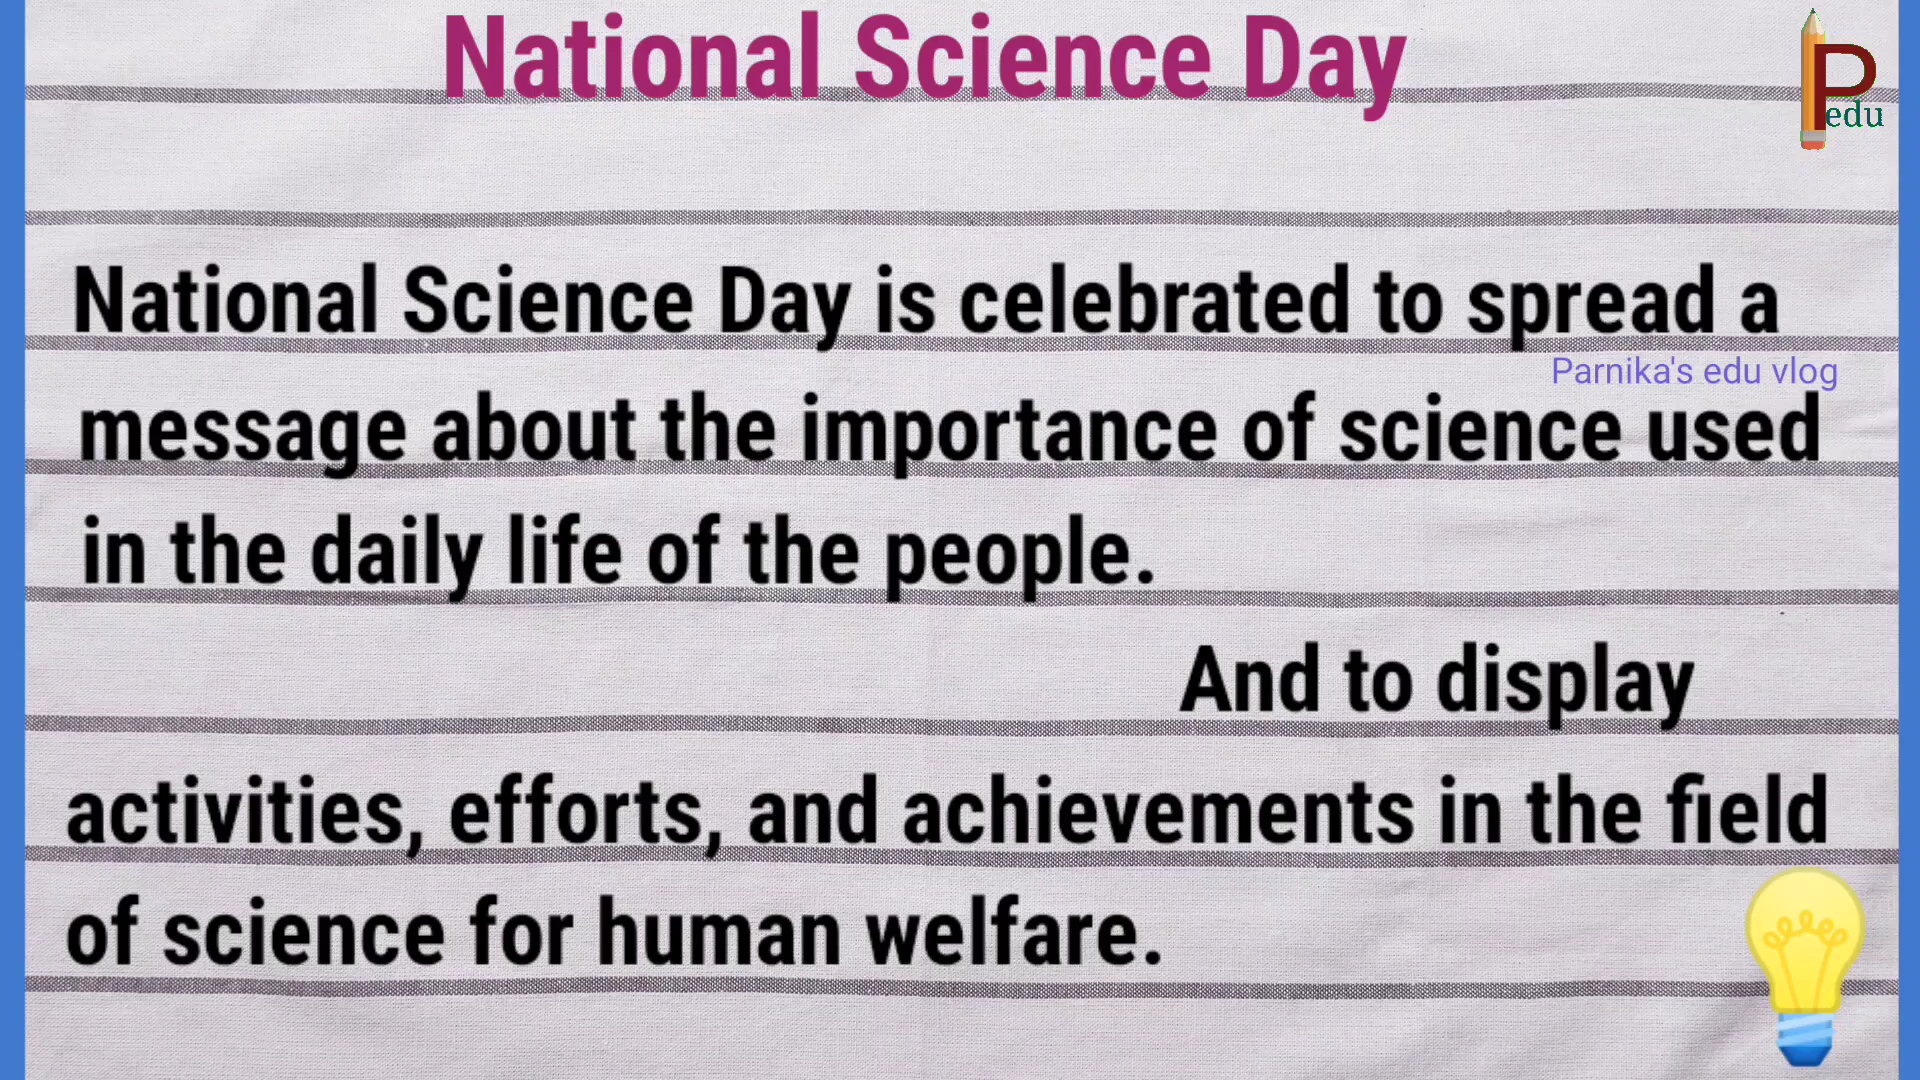 National Science Day
P
edu
National Science Day is celebrated to spread a
Parnika's edu vlog
message about the importance of science used
in the daily life of the people.
And to display
activities, efforts, and achievements in the field
of science for human welfare.